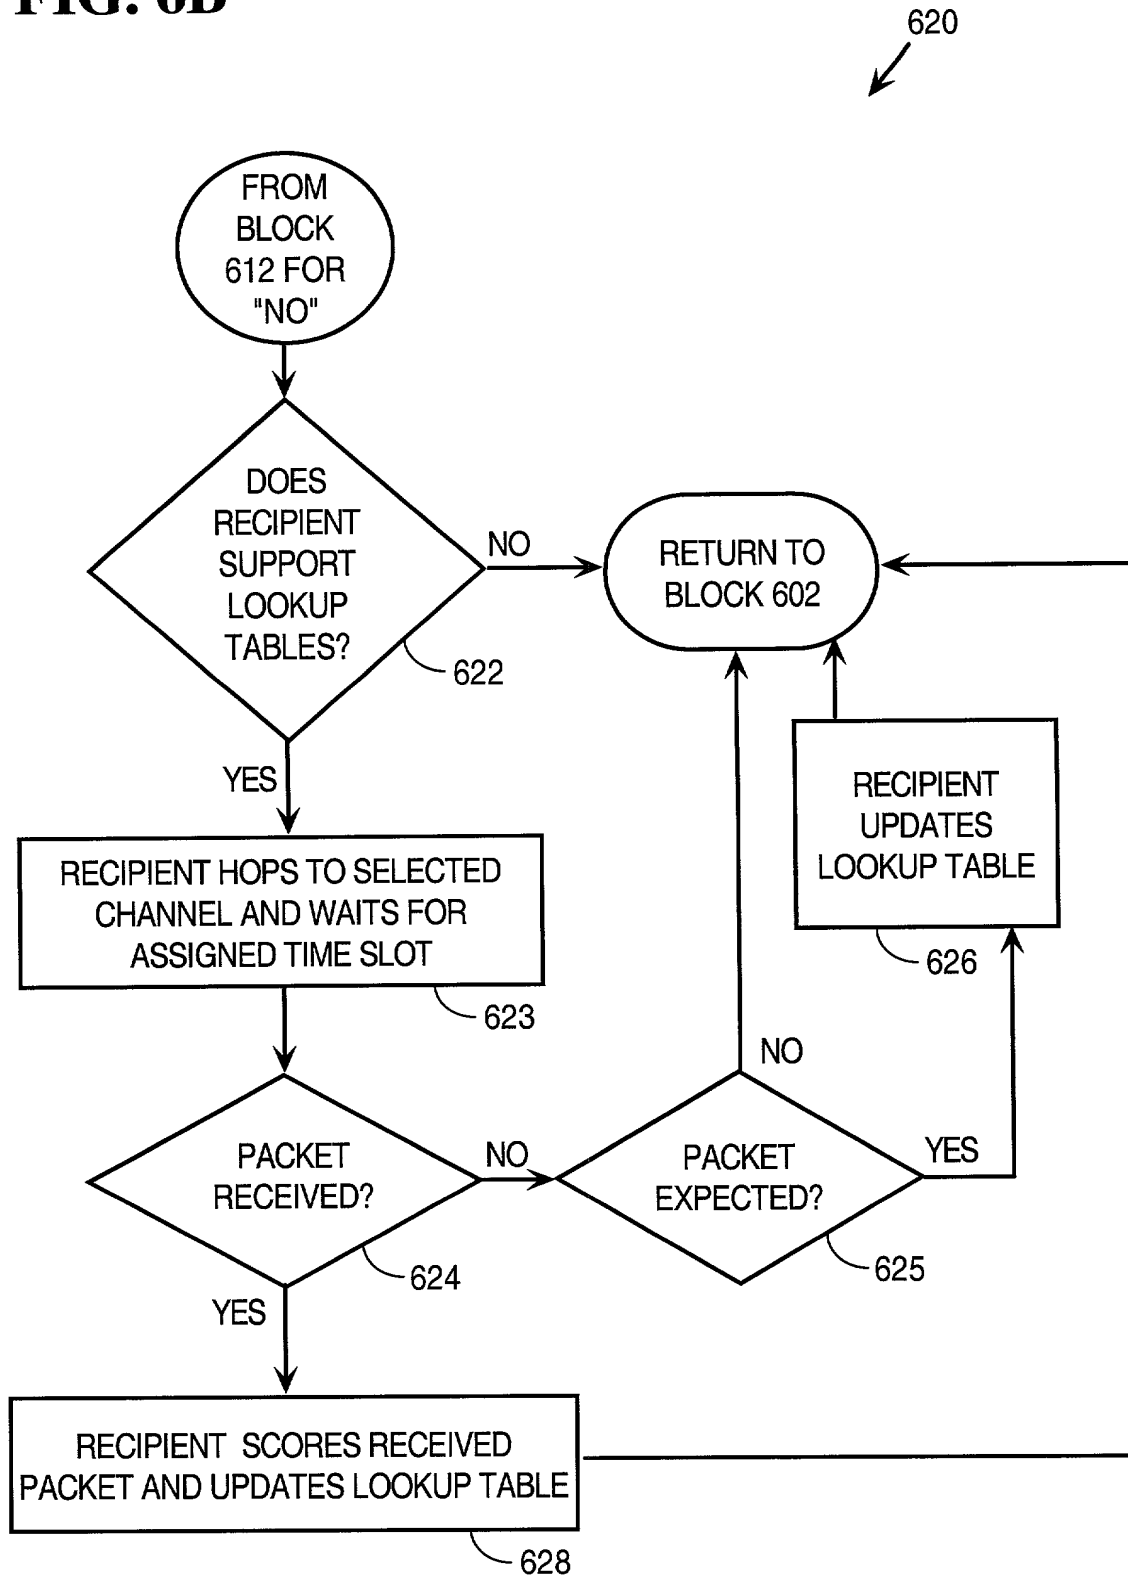 FIG. 6B
620
FROM
BLOCK
612 FOR
"NO"
DOES
RECIPIENT
SUPPORT
LOOKUP
TABLES?
622
NO
RETURN TO
BLOCK 602
YES
RECIPIENT HOPS TO SELECTED
CHANNEL AND WAITS FOR
ASSIGNED TIME SLOT
623
RECIPIENT
UPDATES
LOOKUP TABLE
626
PACKET
RECEIVED?
624
NO
PACKET
EXPECTED?
625
NO
YES
YES
RECIPIENT SCORES RECEIVED
PACKET AND UPDATES LOOKUP TABLE
628